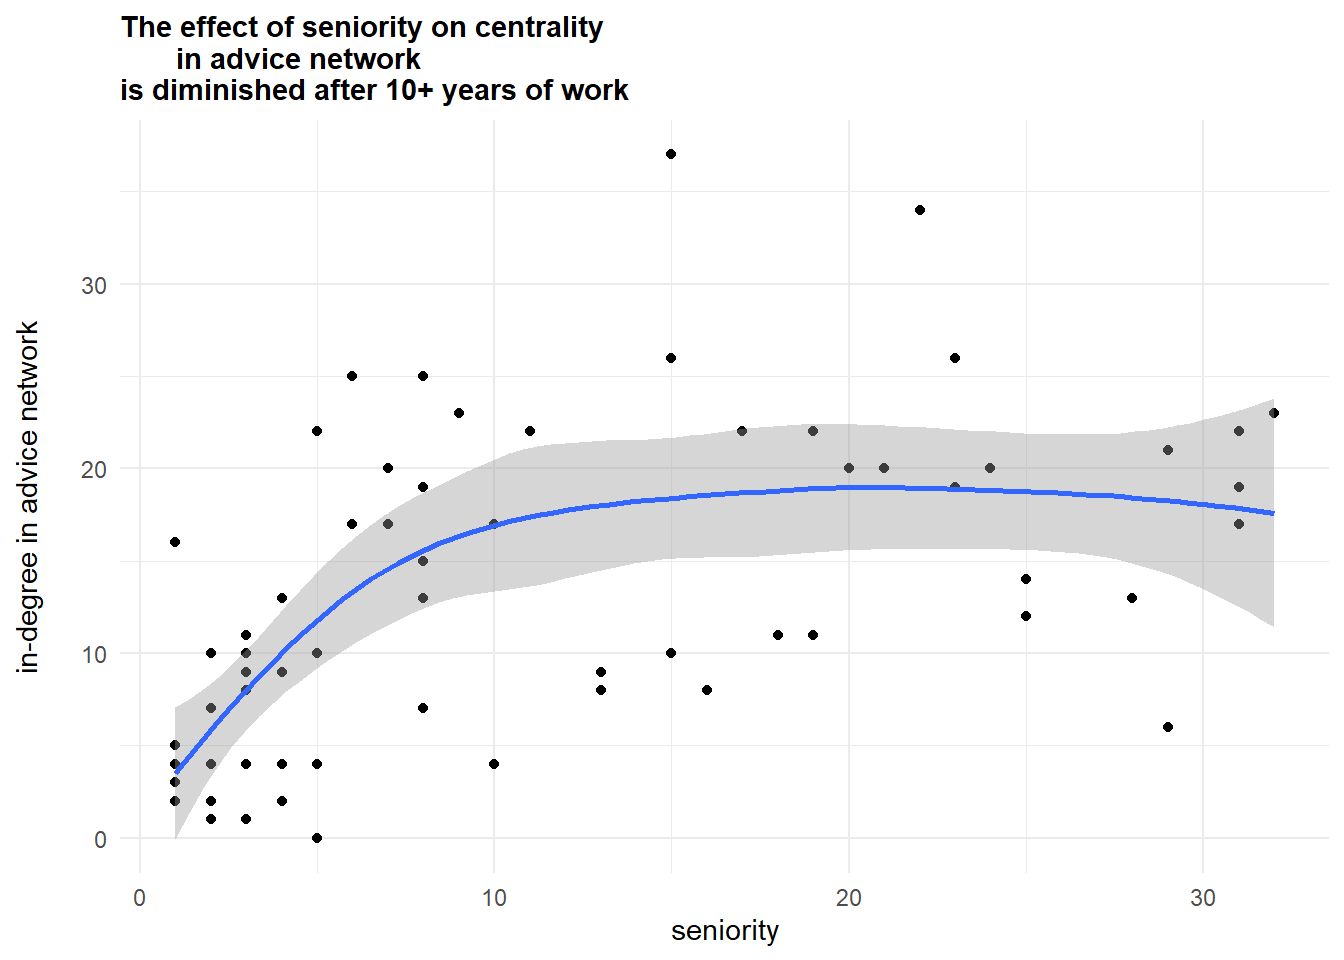 The effect of seniority on centrality
in advice network
is diminished after 10+ years of work
in-degree in advice network
30
20
10
0
0 10 20 30
seniority